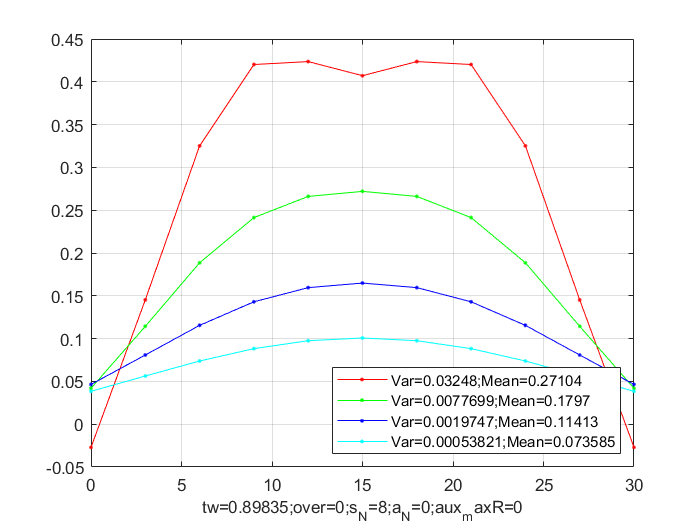 0.45
0.4
0.35
0.3
0.25
0.2
0.15
0.1
0.05
0
-0.05
Var=0.03248;Mean=0.27104
Var=0.0077699;Mean=0.1797
Var=0.0019747;Mean=0.11413
Var=0.00053821;Mean=0.073585
0 5 10 15 20 25 30
tw=0.89835;over=0;s_N=8;a_N=0;aux_maxR=0